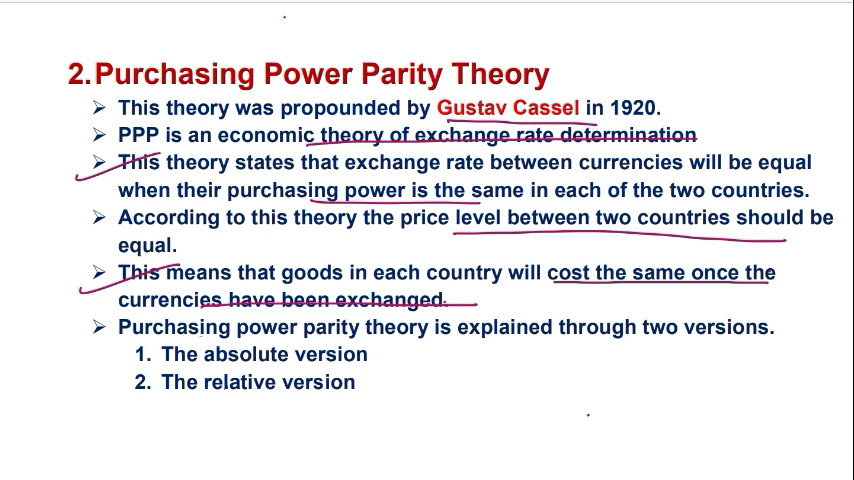 2. Purchasing Power Parity Theory
➢ This theory was propounded by Gustav Cassel in 1920.
➢ PPP is an economic theory of exchange rate determination
➢ This theory states that exchange rate between currencies will be equal
when their purchasing power is the same in each of the two countries.
➢ According to this theory the price level between two countries should be
equal.
➢ This means that goods in each country will cost the same once the
currencies have been exchanged.
➢ Purchasing power parity theory is explained through two versions.
1. The absolute version
2. The relative version